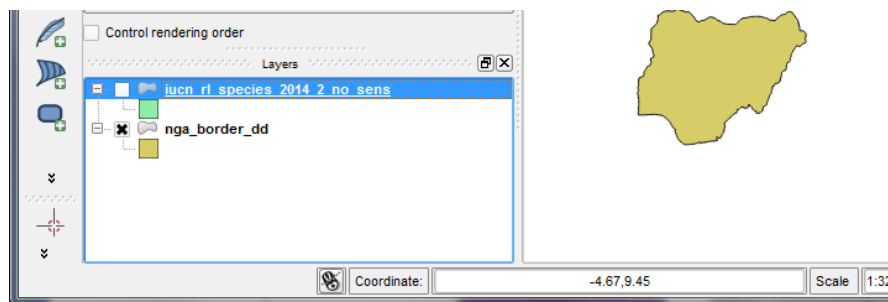 Control rendering order
Layers
iucn_rl_species_2014_2_no_sens
nga_border_dd
Coordinate:
-4.67,9.45
Scale
1:32